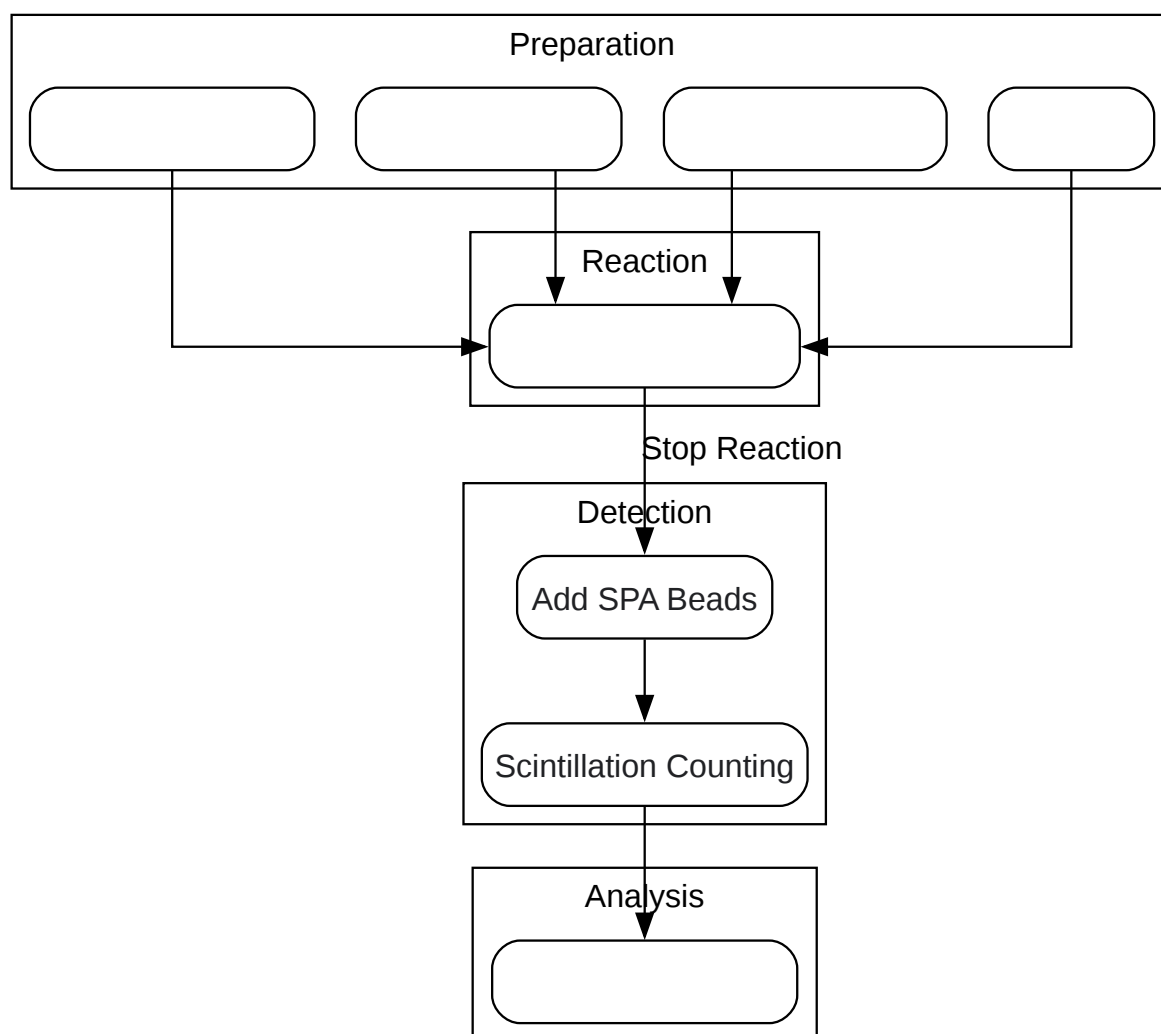 Preparation
Reaction
Stop Reaction
Detection
Add SPA Beads
Scintillation Counting
Analysis